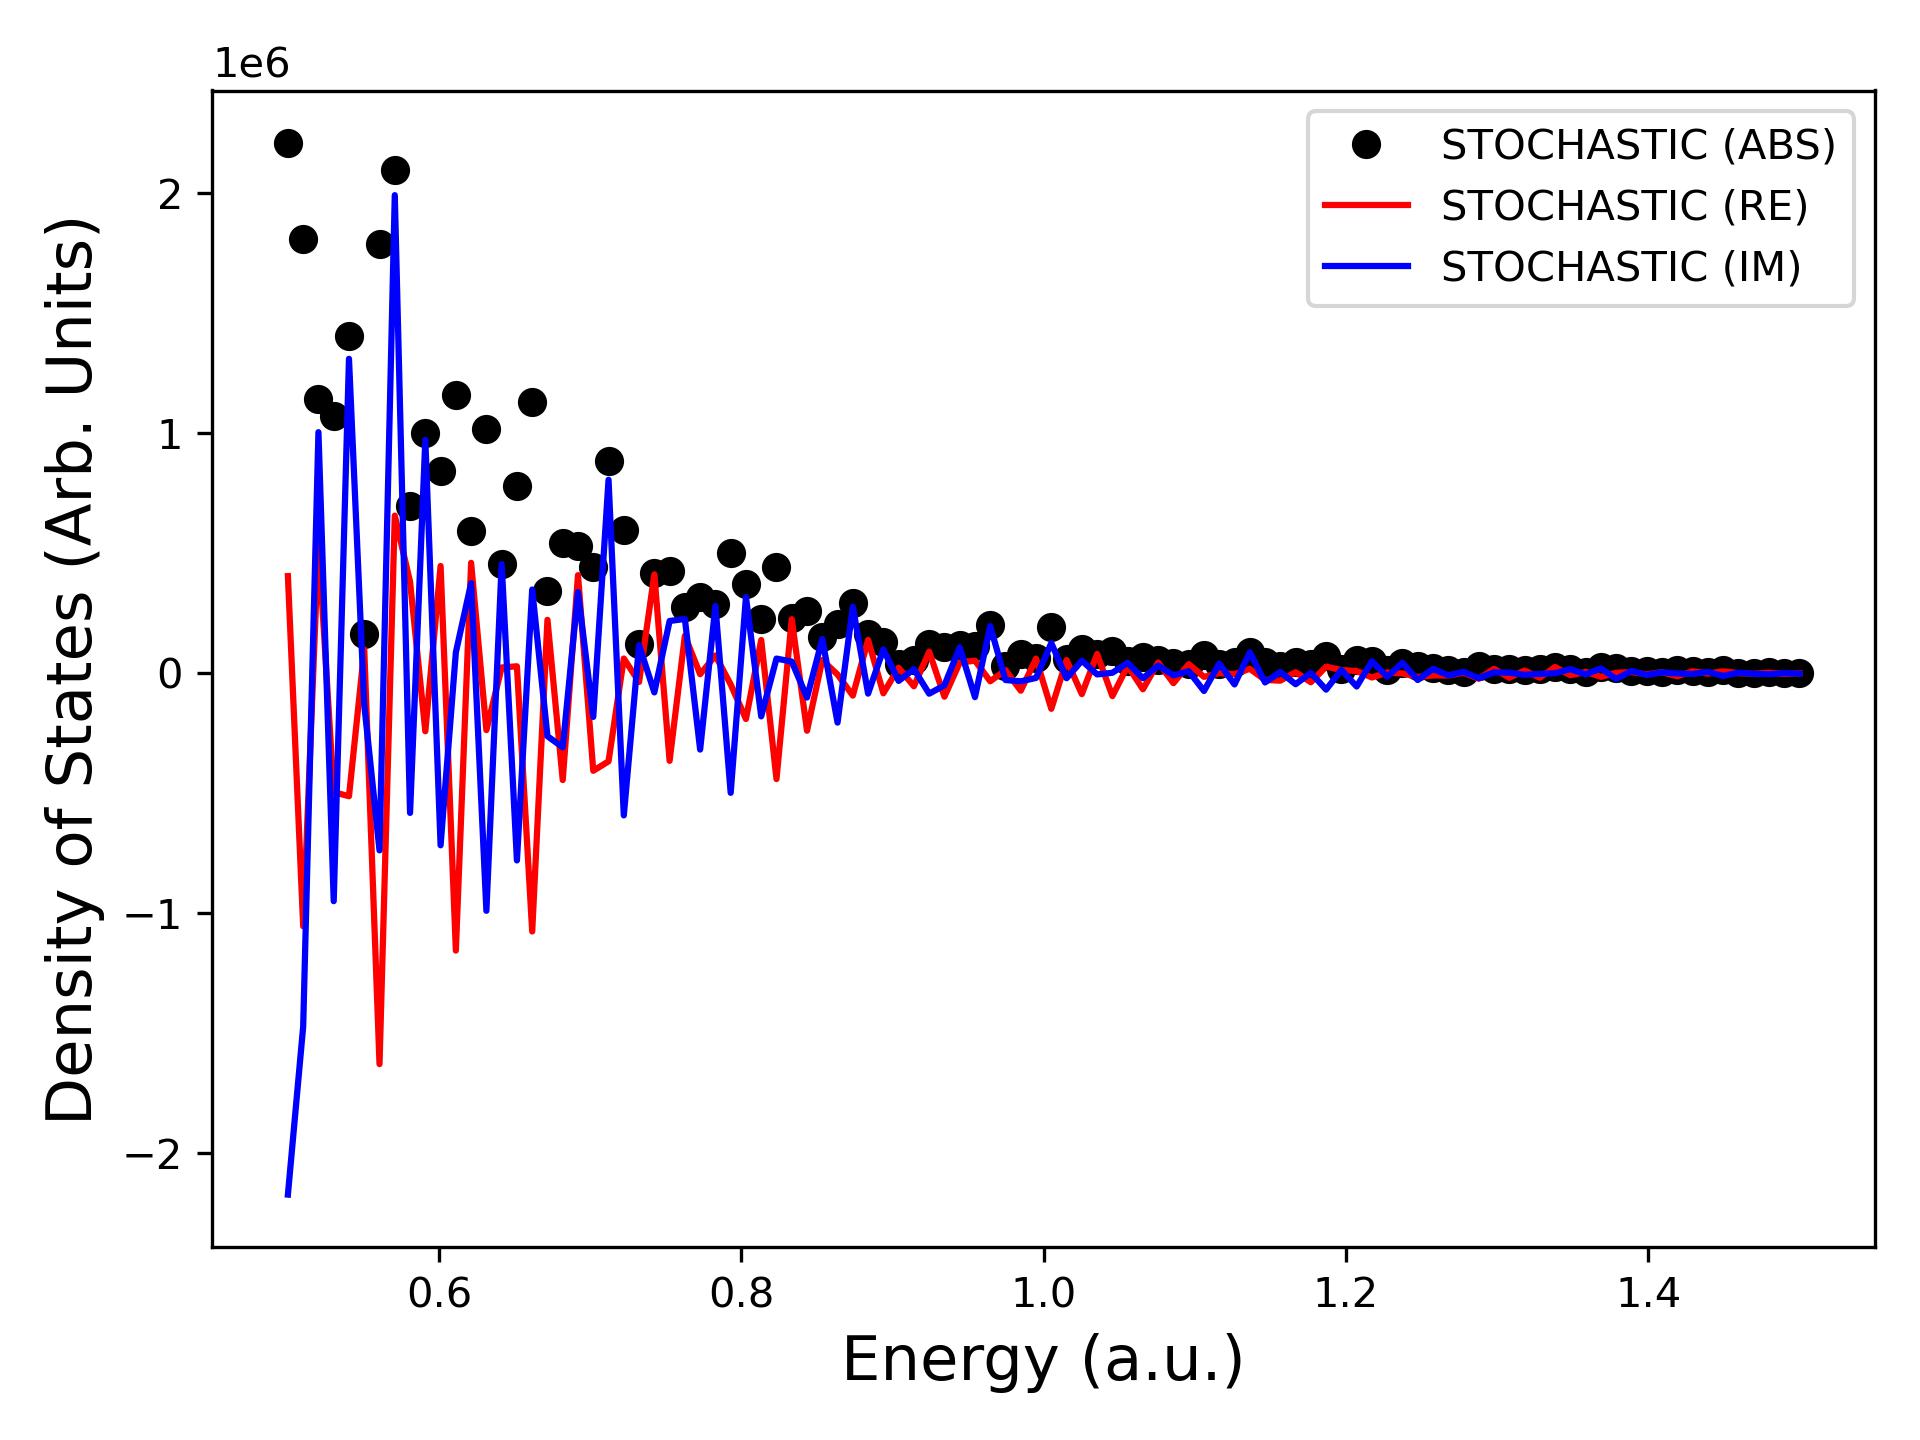 1e6
STOCHASTIC (ABS)
STOCHASTIC (RE)
STOCHASTIC (IM)
Density of States (Arb. Units)
2
1
0
−1
−2
0.6 0.8 1.0 1.2 1.4
Energy (a.u.)